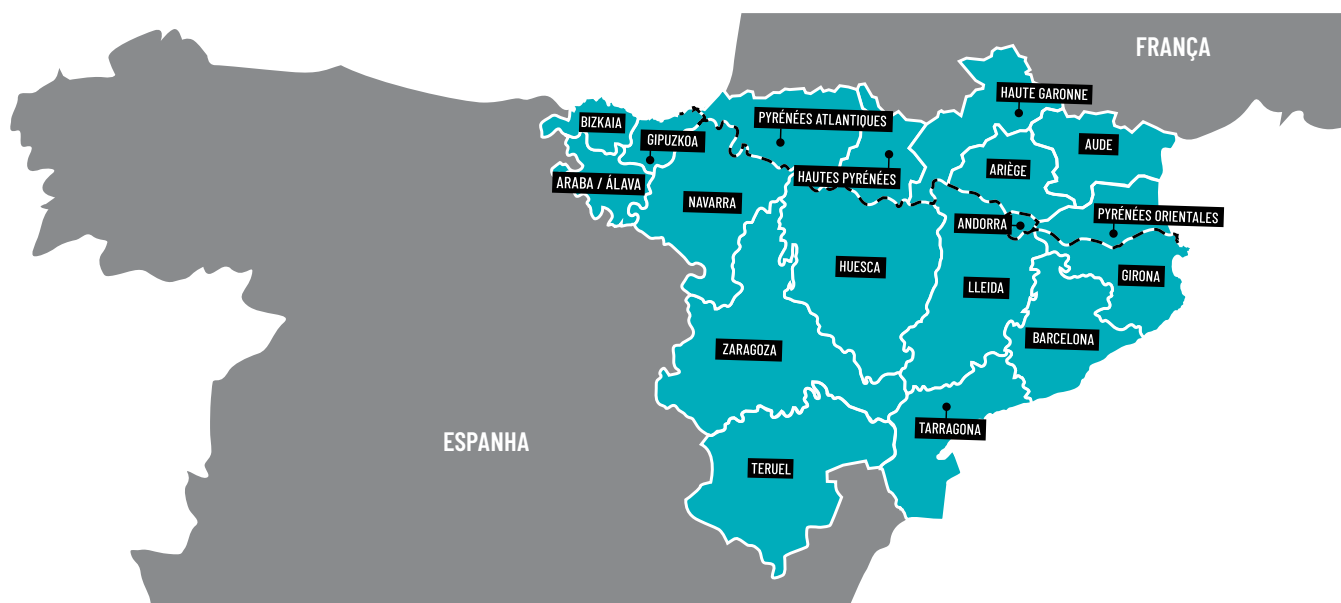 FRANÇA
HAUTE GARONNE
BIZKAIA
PYRÉNÉES ATLANTIQUES
GIPUZKOA
AUDE
ARIÈGE
HAUTES PYRÉNÉES
ARABA / ÁLAVA
NAVARRA
PYRÉNÉES ORIENTALES
ANDORRA
HUESCA
GIRONA
LLEIDA
BARCELONA
ZARAGOZA
TARRAGONA
ESPANHA
TERUEL